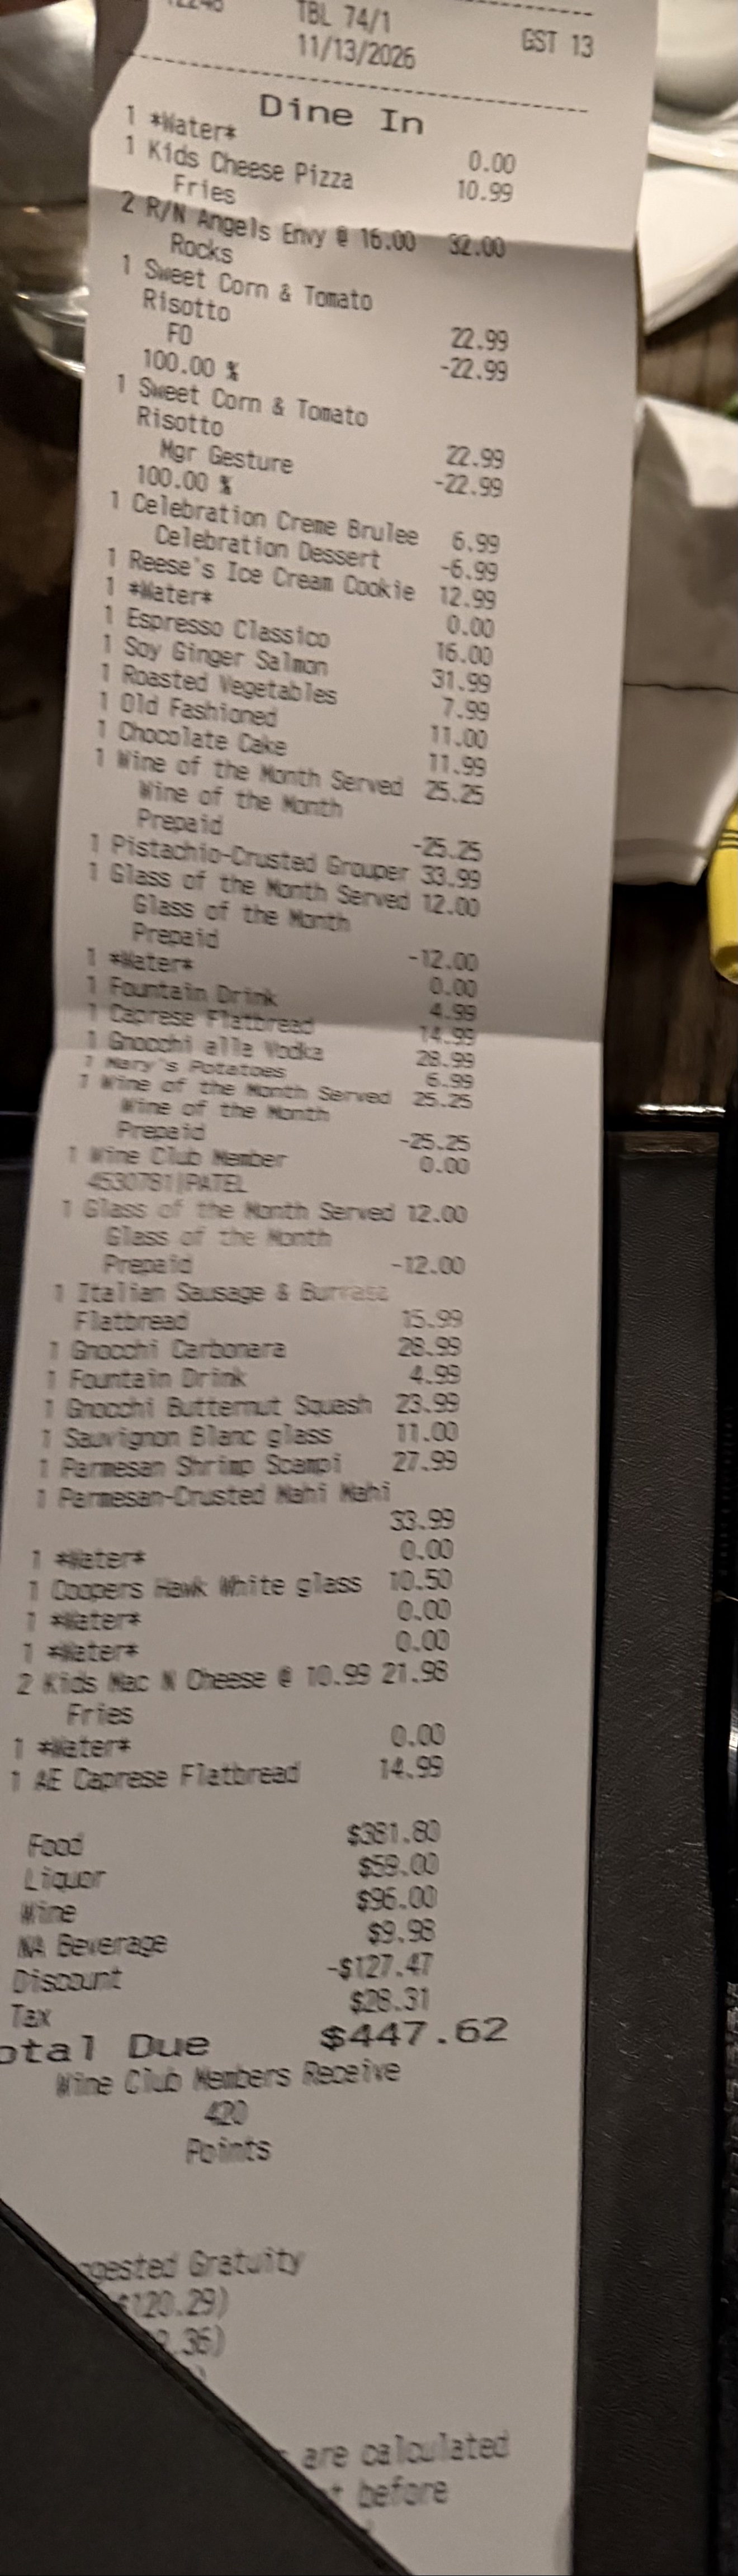 TBL 74/1
GST 13
11/13/2026
Dine In
1 *Water* 0.00
1 Kids Cheese Pizza 10.99
Fries
2 R/N Angels Envy @ 16.00 32.00
Rocks
1 Sweet Corn & Tomato
Risotto 22.99
FO -22.99
100.00 %
1 Sweet Corn & Tomato
Risotto 22.99
Mgr Gesture -22.99
100.00 %
1 Celebration Creme Brulee 6.99
Celebration Dessert -6.99
1 Reese's Ice Cream Cookie 12.99
1 *Water* 0.00
1 Espresso Classico 16.00
1 Soy Ginger Salmon 31.99
1 Roasted Vegetables 7.99
1 Old Fashioned 11.00
1 Chocolate Cake 11.99
1 Wine of the Month Served 25.25
Wine of the Month
Prepaid -25.25
1 Pistachio-Crusted Grouper 33.99
1 Glass of the Month Served 12.00
Glass of the Month
Prepaid -12.00
1 *Water* 0.00
1 Fountain Drink 4.99
1 Caprese Flatbread 14.99
1 Gnocchi alla Vodka 28.99
1 Mary's Potatoes 6.99
1 Wine of the Month Served 25.25
Wine of the Month
Prepaid -25.25
1 Wine Club Member 0.00
4530781|PATEL
1 Glass of the Month Served 12.00
Glass of the Month
Prepaid -12.00
1 Italian Sausage & Burrata
Flatbread 15.99
1 Gnocchi Carbonara 28.99
1 Fountain Drink 4.99
1 Gnocchi Butternut Squash 23.99
1 Sauvignon Blanc glass 11.00
1 Parmesan Shrimp Scampi 27.99
1 Parmesan-Crusted Mahi Mahi
33.99
1 *Water* 0.00
1 Coopers Hawk White glass 10.50
1 *Water* 0.00
1 *Water* 0.00
2 Kids Mac N Cheese @ 10.99 21.98
Fries
1 *Water* 0.00
1 AE Caprese Flatbread 14.99
Food $381.80
Liquor $59.00
Wine $96.00
NA Beverage $9.98
Discount -$127.47
Tax $28.31
otal Due $447.62
Wine Club Members Receive
420
Points
ggested Gratuity
$120.29)
.36)
are calculated
before